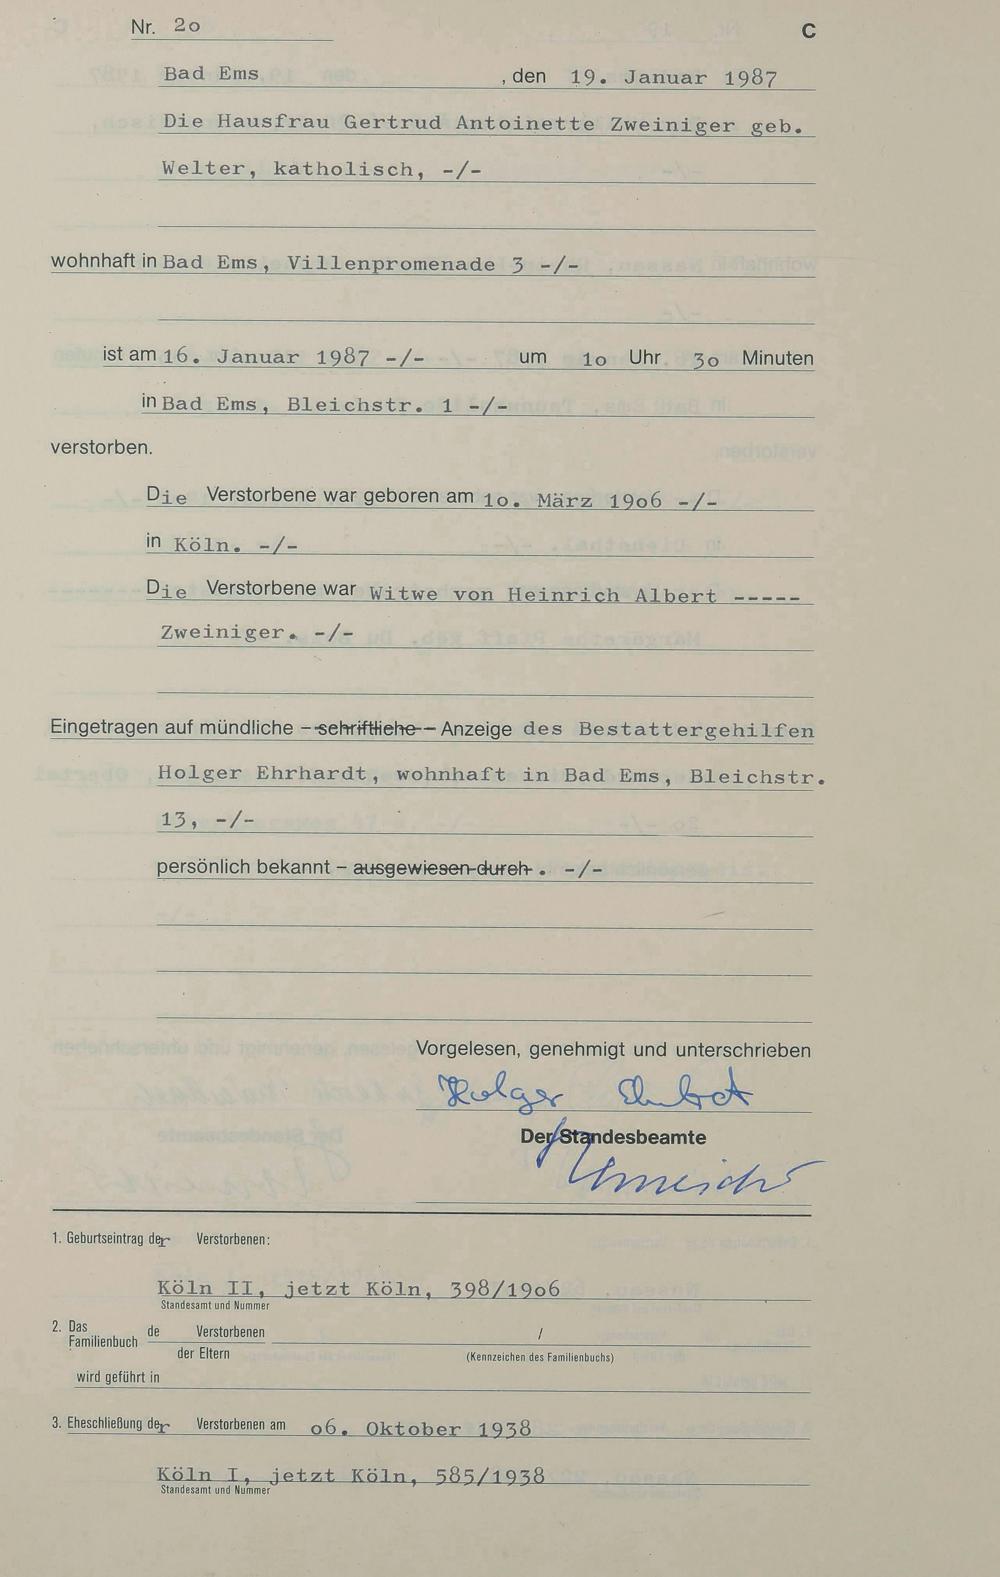 Nr. 2o C
Bad Ems , den 19. Januar 1987
Die Hausfrau Gertrud Antoinette Zweiniger geb.
Welter, katholisch, -/-
wohnhaft in Bad Ems, Villenpromenade 3 -/-
ist am 16. Januar 1987 -/- um 1o Uhr 3o Minuten
in Bad Ems, Bleichstr. 1 -/-
verstorben.
Die Verstorbene war geboren am 1o. März 19o6 -/-
in Köln. -/-
Die Verstorbene war Witwe von Heinrich Albert -----
Zweiniger. -/-
Eingetragen auf mündliche - schriftliche - Anzeige des Bestattergehilfen
Holger Ehrhardt, wohnhaft in Bad Ems, Bleichstr.
13, -/-
persönlich bekannt - ausgewiesen durch . -/-
Vorgelesen, genehmigt und unterschrieben
Holger
Der Standesbeamte
1. Geburtseintrag der Verstorbenen:
Köln II, jetzt Köln, 398/19o6
Standesamt und Nummer
2. Das Familienbuch de Verstorbenen /
der Eltern (Kennzeichen des Familienbuchs)
wird geführt in
3. Eheschließung der Verstorbenen am o6. Oktober 1938
Köln I, jetzt Köln, 585/1938
Standesamt und Nummer